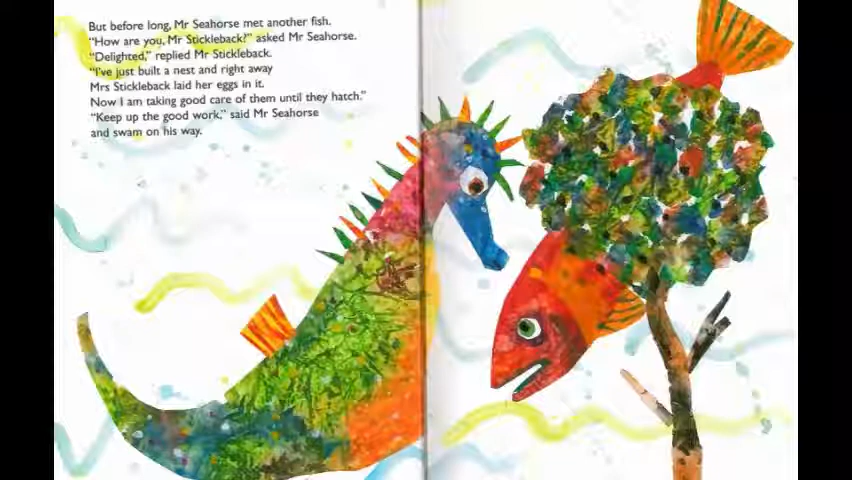 But before long, Mr Seahorse met another fish.
“How are you, Mr Stickleback?” asked Mr Seahorse.
“Delighted,” replied Mr Stickleback.
“I’ve just built a nest and right away
Mrs Stickleback laid her eggs in it.
Now I am taking good care of them until they hatch.”
“Keep up the good work,” said Mr Seahorse
and swam on his way.